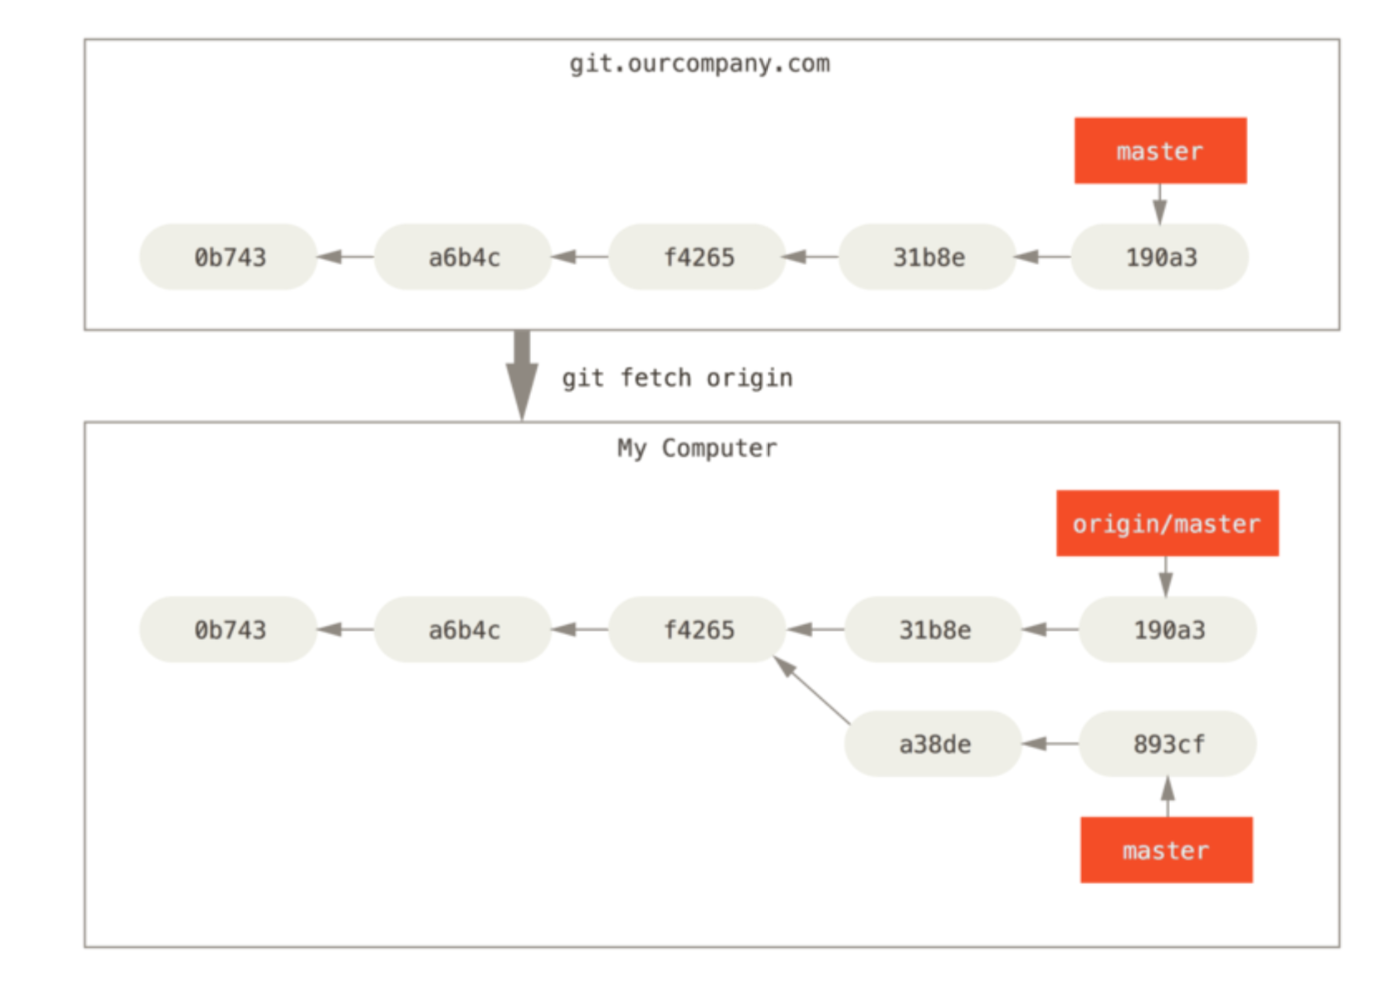 git.ourcompany.com
master
0b743 a6b4c f4265 31b8e 190a3
git fetch origin
My Computer
origin/master
0b743 a6b4c f4265 31b8e 190a3
a38de 893cf
master